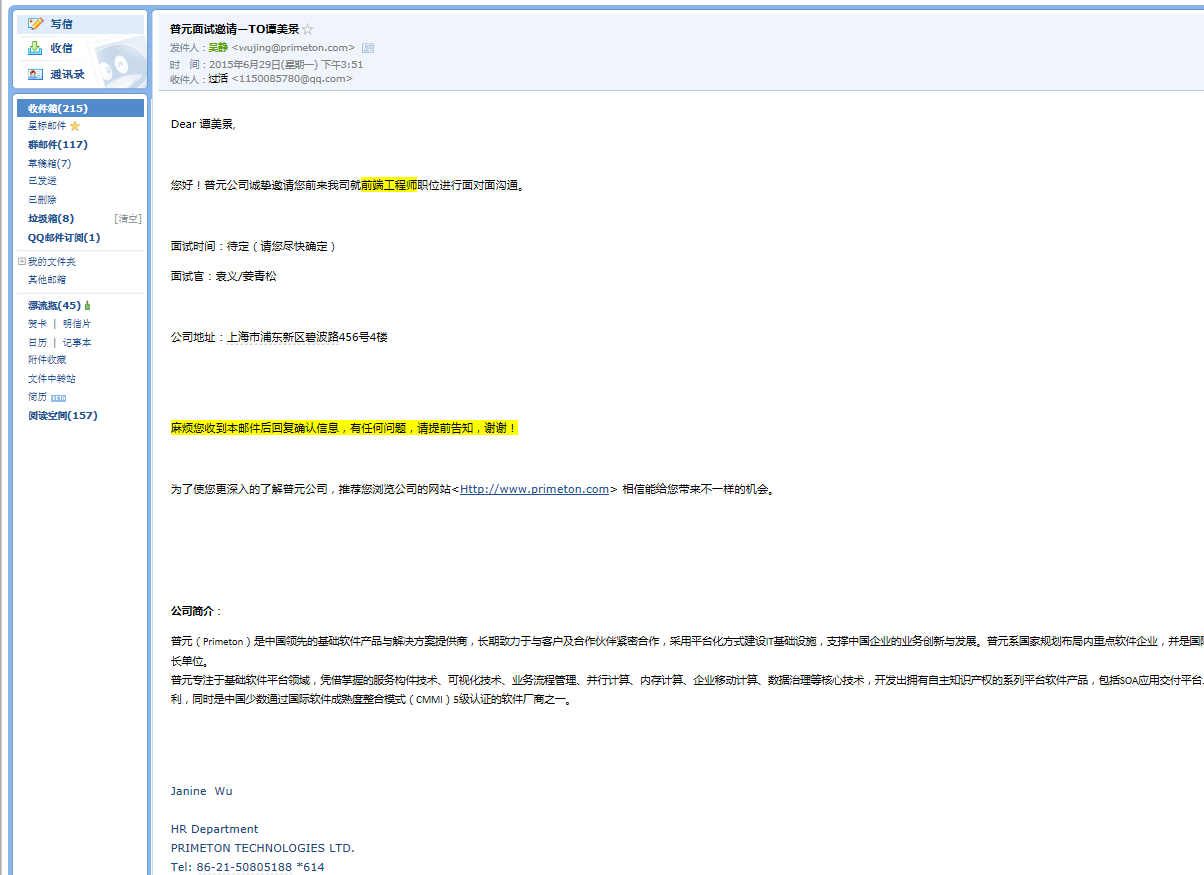 写信
收信
通讯录
收件箱(215)
星标邮件
群邮件(117)
草稿箱(7)
已发送
已删除
垃圾箱(8) [清空]
QQ邮件订阅(1)
我的文件夹
其他邮箱
漂流瓶(45)
贺卡 | 明信片
日历 | 记事本
附件收藏
文件中转站
简历 BETA
阅读空间(157)
普元面试邀请—TO谭美景
发件人：吴静 <wujing@primeton.com>
时 间：2015年6月29日(星期一) 下午3:51
收件人：过活 <1150085780@qq.com>
Dear 谭美景,
您好！普元公司诚挚邀请您前来我司就前端工程师职位进行面对面沟通。
面试时间：待定（请您尽快确定）
面试官：袁义/姜青松
公司地址：上海市浦东新区碧波路456号4楼
麻烦您收到本邮件后回复确认信息，有任何问题，请提前告知，谢谢！
为了使您更深入的了解普元公司，推荐您浏览公司的网站<Http://www.primeton.com> 相信能给您带来不一样的机会。
公司简介：
普元（Primeton）是中国领先的基础软件产品与解决方案提供商，长期致力于与客户及合作伙伴紧密合作，采用平台化方式建设IT基础设施，支撑中国企业的业务创新与发展。普元系国家规划布局内重点软件企业，并是国
长单位。
普元专注于基础软件平台领域，凭借掌握的服务构件技术、可视化技术、业务流程管理、并行计算、内存计算、企业移动计算、数据治理等核心技术，开发出拥有自主知识产权的系列平台软件产品，包括SOA应用交付平台
利，同时是中国少数通过国际软件成熟度整合模式（CMMI）5级认证的软件厂商之一。
Janine Wu
HR Department
PRIMETON TECHNOLOGIES LTD.
Tel: 86-21-50805188 *614